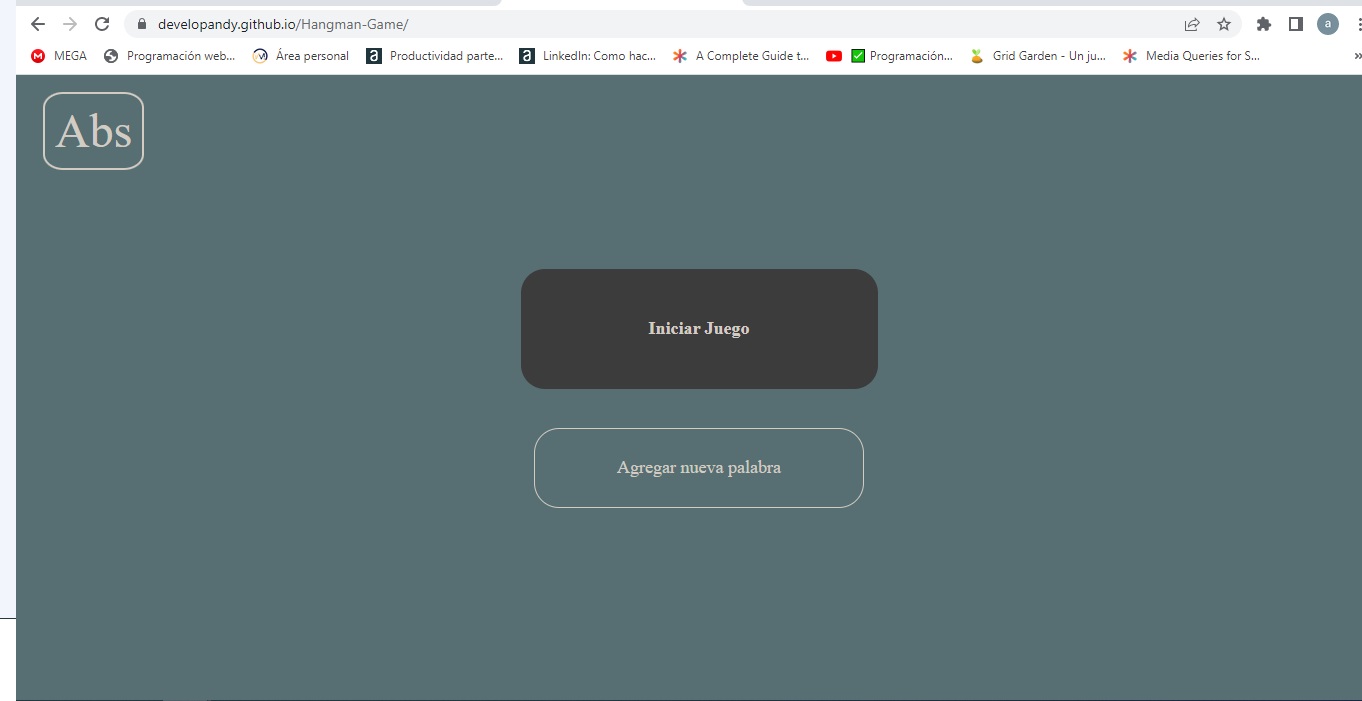 developandy.github.io/Hangman-Game/
a
MEGA
Programación web...
Área personal
a
Productividad parte...
a
LinkedIn: Como hac...
A Complete Guide t...
Programación...
Grid Garden - Un ju...
Media Queries for S...
»
Abs
Iniciar Juego
Agregar nueva palabra